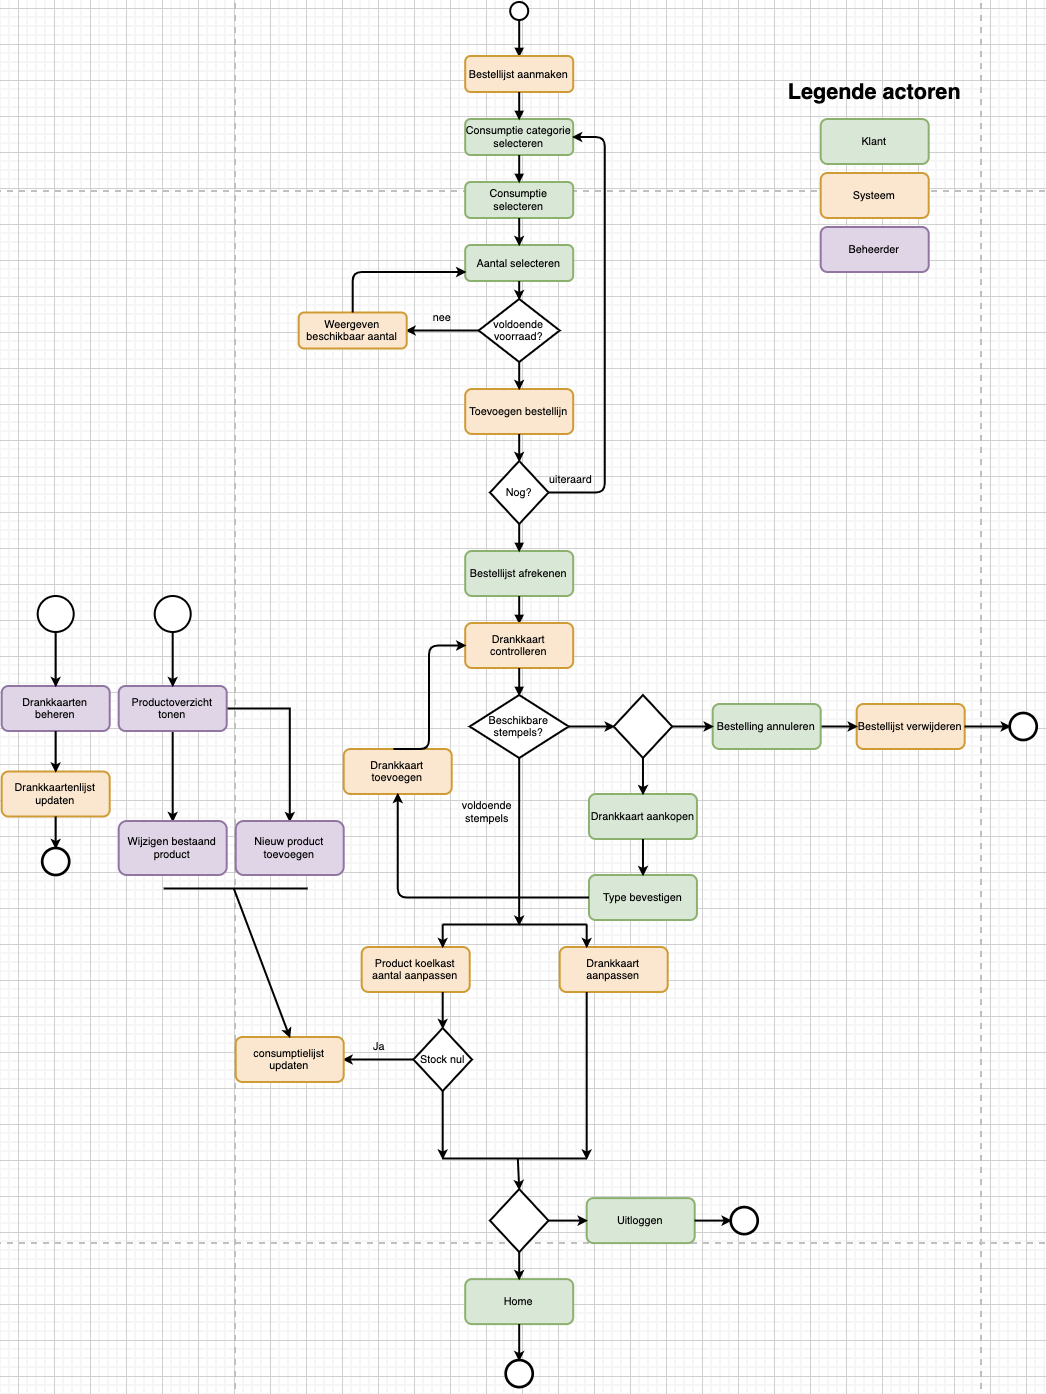 Bestellijst aanmaken
Legende actoren
Consumptie categorie
selecteren
Klant
Consumptie
selecteren
Systeem
Aantal selecteren
Beheerder
nee
voldoende
voorraad?
Weergeven
beschikbaar aantal
Toevoegen bestellijn
uiteraard
Nog?
Bestellijst afrekenen
Drankkaart
controlleren
Drankkaarten
beheren
Productoverzicht
tonen
Beschikbare
stempels?
Bestelling annuleren
Bestellijst verwijderen
Drankkaart
toevoegen
Drankkaartenlijst
updaten
voldoende
stempels
Drankkaart aankopen
Wijzigen bestaand
product
Nieuw product
toevoegen
Type bevestigen
Product koelkast
aantal aanpassen
Drankkaart
aanpassen
Ja
consumptielijst
updaten
Stock nul
Uitloggen
Home